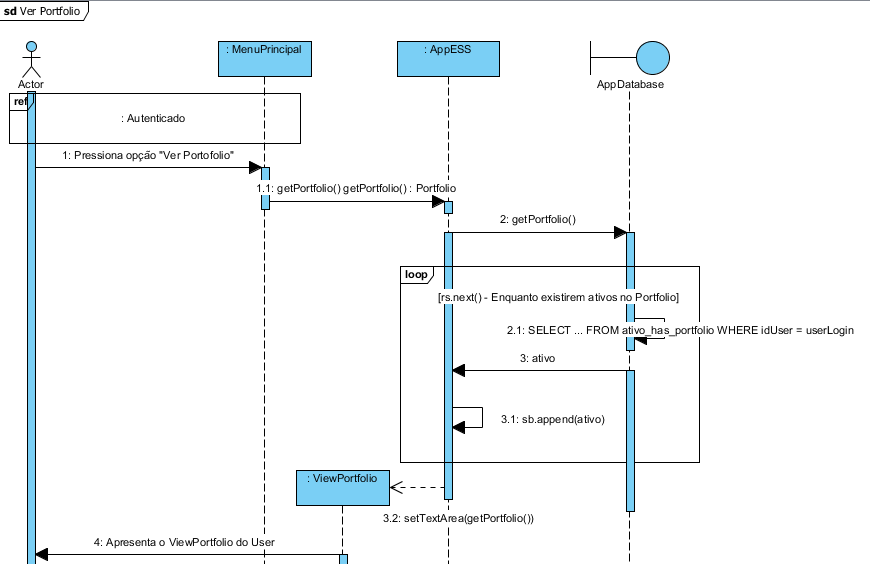 sd Ver Portfolio
: MenuPrincipal
: AppESS
Actor
AppDatabase
ref
: Autenticado
1: Pressiona opção "Ver Portofolio"
1.1: getPortfolio() getPortfolio() : Portfolio
2: getPortfolio()
loop
[rs.next() - Enquanto existirem ativos no Portfolio]
2.1: SELECT ... FROM ativo_has_portfolio WHERE idUser = userLogin
3: ativo
3.1: sb.append(ativo)
: ViewPortfolio
3.2: setTextArea(getPortfolio())
4: Apresenta o ViewPortfolio do User